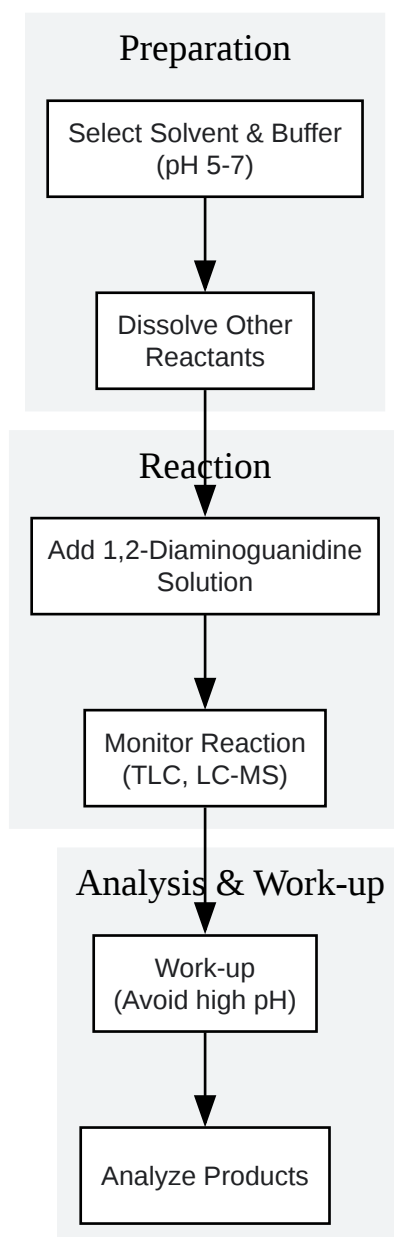 Preparation
Select Solvent & Buffer
(pH 5-7)
Dissolve Other
Reactants
Reaction
Add 1,2-Diaminoguanidine
Solution
Monitor Reaction
(TLC, LC-MS)
Analysis & Work-up
Work-up
(Avoid high pH)
Analyze Products